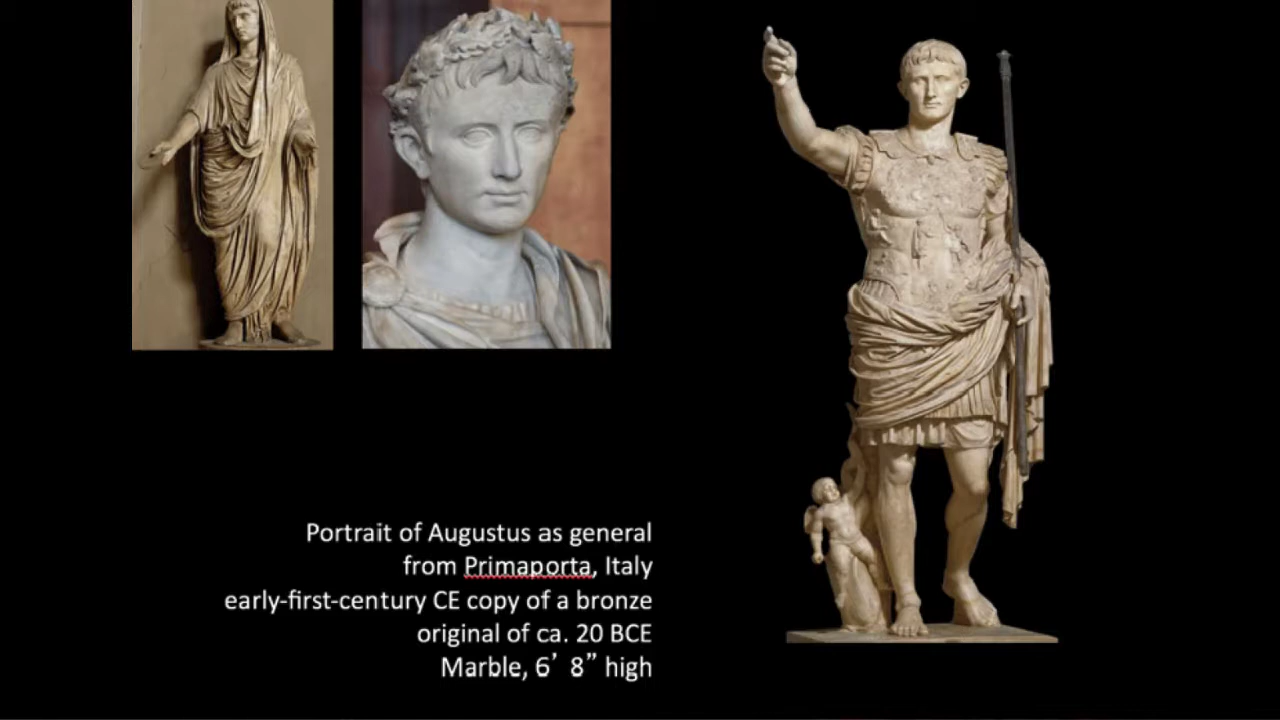 Portrait of Augustus as general
from Primaporta, Italy
early-first-century CE copy of a bronze
original of ca. 20 BCE
Marble, 6’ 8” high